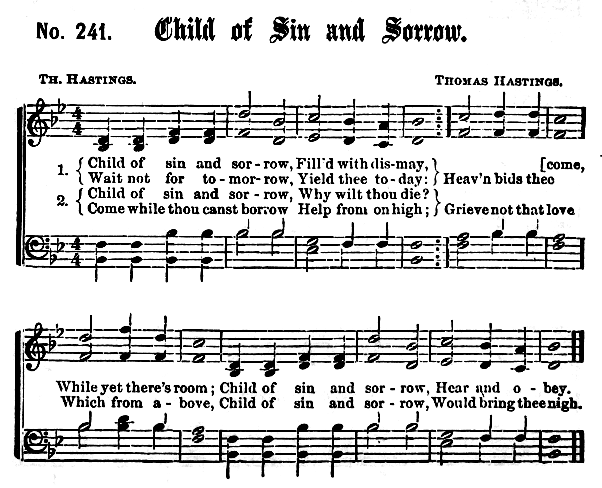 No. 241. Child of Sin and Sorrow.
TH. HASTINGS. THOMAS HASTINGS.
1. { Child of sin and sor - row, Fill'd with dis - may, } [come,
{ Wait not for to - mor - row, Yield thee to - day: } Heav'n bids thee
2. { Child of sin and sor - row, Why wilt thou die? }
{ Come while thou canst borrow Help from on high; } Grieve not that love
While yet there's room; Child of sin and sor - row, Hear and o - bey.
Which from a - bove, Child of sin and sor - row, Would bring thee nigh.